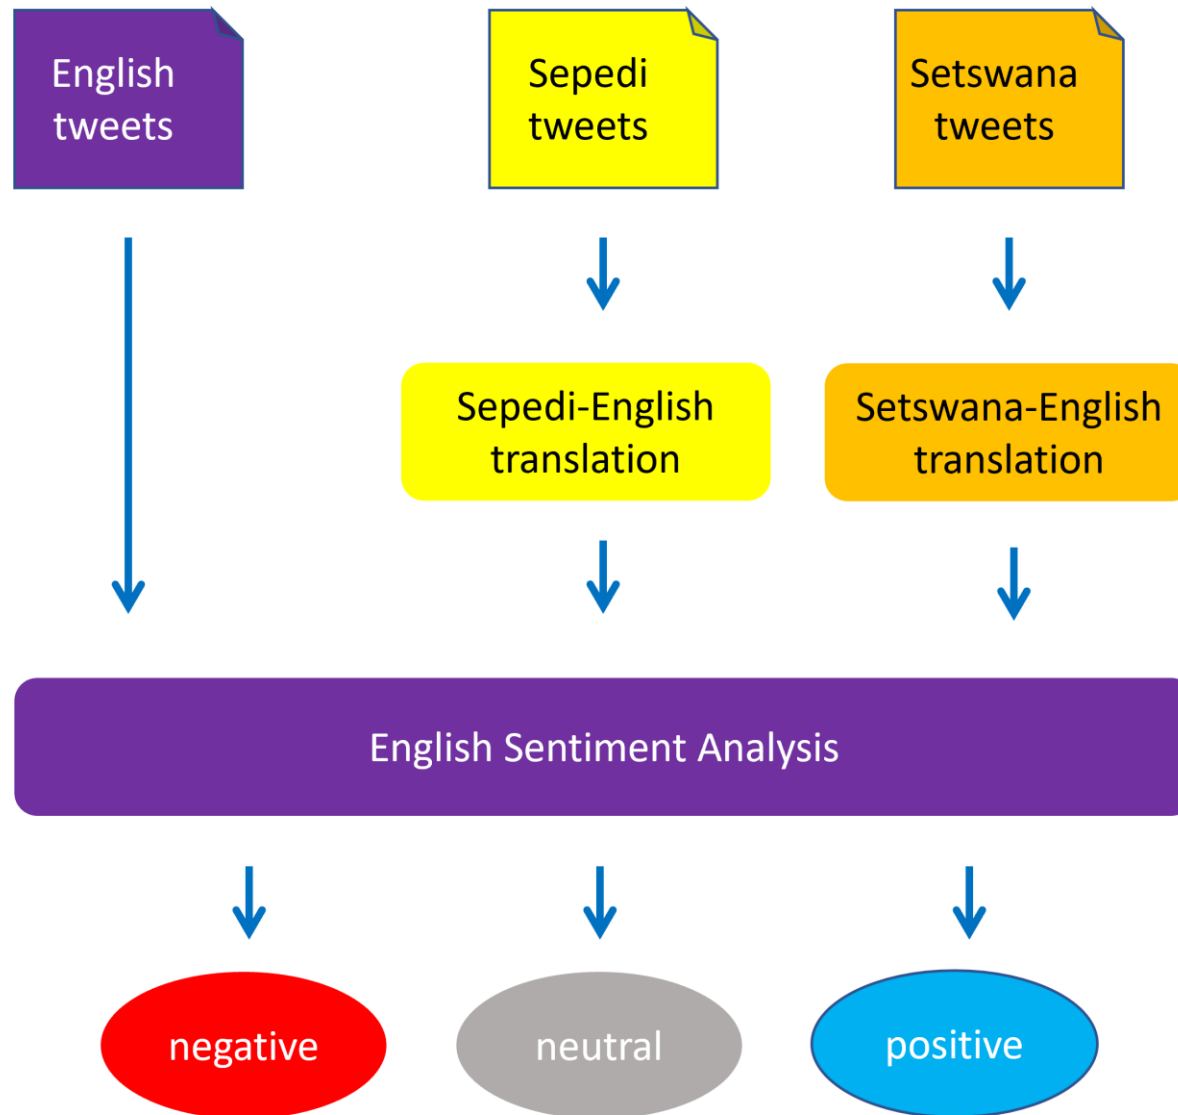 English
tweets
Sepedi
tweets
Setswana
tweets
Sepedi-English
translation
Setswana-English
translation
English Sentiment Analysis
negative
neutral
positive